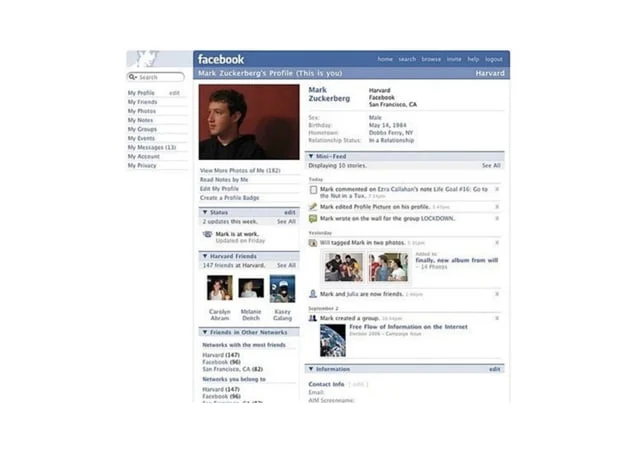 facebook
home search browse invite help logout
Search
Mark Zuckerberg's Profile (This is you)
Harvard
My Profile edit
My Friends
My Photos
My Notes
My Groups
My Events
My Messages (13)
My Account
My Privacy
View More Photos of Me (182)
Read Notes by Me
Edit My Profile
Create a Profile Badge
Status edit
2 updates this week. See All
Mark is at work.
Updated on Friday
Harvard Friends
147 friends at Harvard. See All
Carolyn Abram
Melanie Deitch
Kasey Galang
Friends in Other Networks
Networks with the most friends
Harvard (147)
Facebook (96)
San Francisco, CA (82)
Networks you belong to
Harvard (147)
Facebook (96)
Mark
Zuckerberg
Harvard
Facebook
San Francisco, CA
Sex: Male
Birthday: May 14, 1984
Hometown: Dobbs Ferry, NY
Relationship Status: In a Relationship
Mini-Feed
Displaying 10 stories. See All
Today
Mark commented on Ezra Callahan's note Life Goal #16: Go to
the Nut in a Tux.
Mark edited Profile Picture on his profile.
Mark wrote on the wall for the group LOCKDOWN.
Yesterday
Will tagged Mark in two photos.
Added to:
finally, new album from will
– 14 Photos
Mark and Julia are now friends.
September 2
Mark created a group.
Free Flow of Information on the Internet
Election 2006 - Campaign Issue
Information edit
Contact Info [ edit ]
Email:
AIM Screenname: